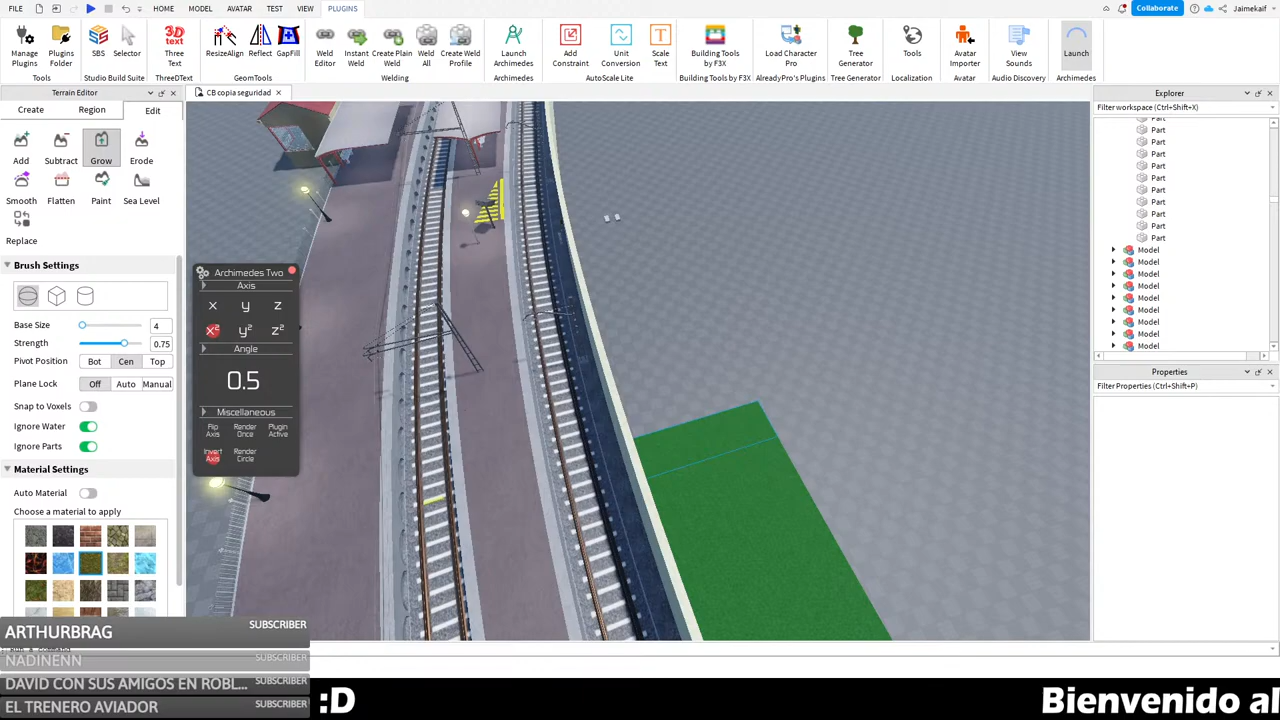 FILE
HOME MODEL AVATAR TEST VIEW PLUGINS
Collaborate Jaimekaif
Manage Plugins
Plugins Folder
Tools
SBS
Selector
Studio Build Suite
3D text
Three Text
ThreeDText
ResizeAlign
Reflect
GapFill
GeomTools
Weld Editor
Instant Weld
Create Plain Weld
Weld All
Create Weld Profile
Welding
Launch Archimedes
Archimedes
Add Constraint
Unit Conversion
Scale Text
AutoScale Lite
Building Tools by F3X
Building Tools by F3X
Load Character Pro
AlreadyPro's Plugins
Tree Generator
Tree Generator
Tools
Localization
Avatar Importer
Avatar
View Sounds
Audio Discovery
Launch
Archimedes
Terrain Editor
Create Region Edit
Add Subtract Grow Erode
Smooth Flatten Paint Sea Level
Replace
Brush Settings
Base Size 4
Strength 0.75
Pivot Position Bot Cen Top
Plane Lock Off Auto Manual
Snap to Voxels
Ignore Water
Ignore Parts
Material Settings
Auto Material
Choose a material to apply
CB copia seguridad
Archimedes Two
Axis
x y z
x² y² z²
Angle
0.5
Miscellaneous
Flip Axis
Render Once
Plugin Active
Invert Axis
Render Circle
Explorer
Filter workspace (Ctrl+Shift+X)
Part
Part
Part
Part
Part
Part
Part
Part
Part
Part
Part
Model
Model
Model
Model
Model
Model
Model
Model
Model
Properties
Filter Properties (Ctrl+Shift+P)
ARTHURBRAG SUBSCRIBER
NADINENN SUBSCRIBER
DAVID CON SUS AMIGOS EN ROBL... SUBSCRIBER
EL TRENERO AVIADOR SUBSCRIBER
:D Bienvenido al